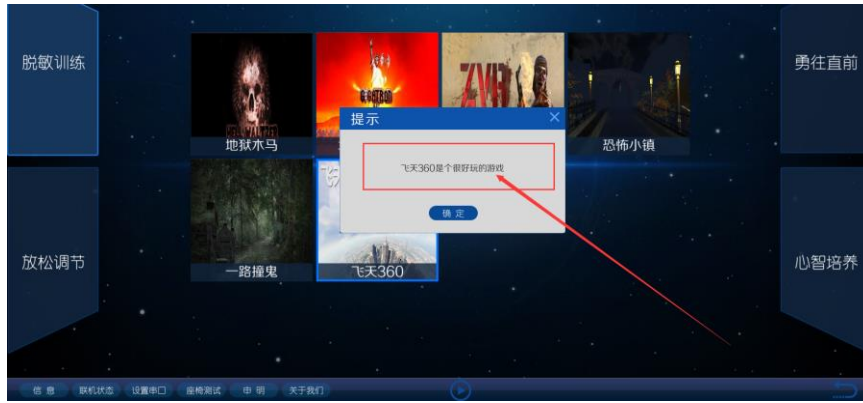 脱敏训练
勇往直前
ZVR
提示
地狱木马
恐怖小镇
飞天360是个很好玩的游戏
确定
放松调节
心智培养
一路撞鬼
飞天360
信息
联机状态
设置串口
座椅测试
申明
关于我们